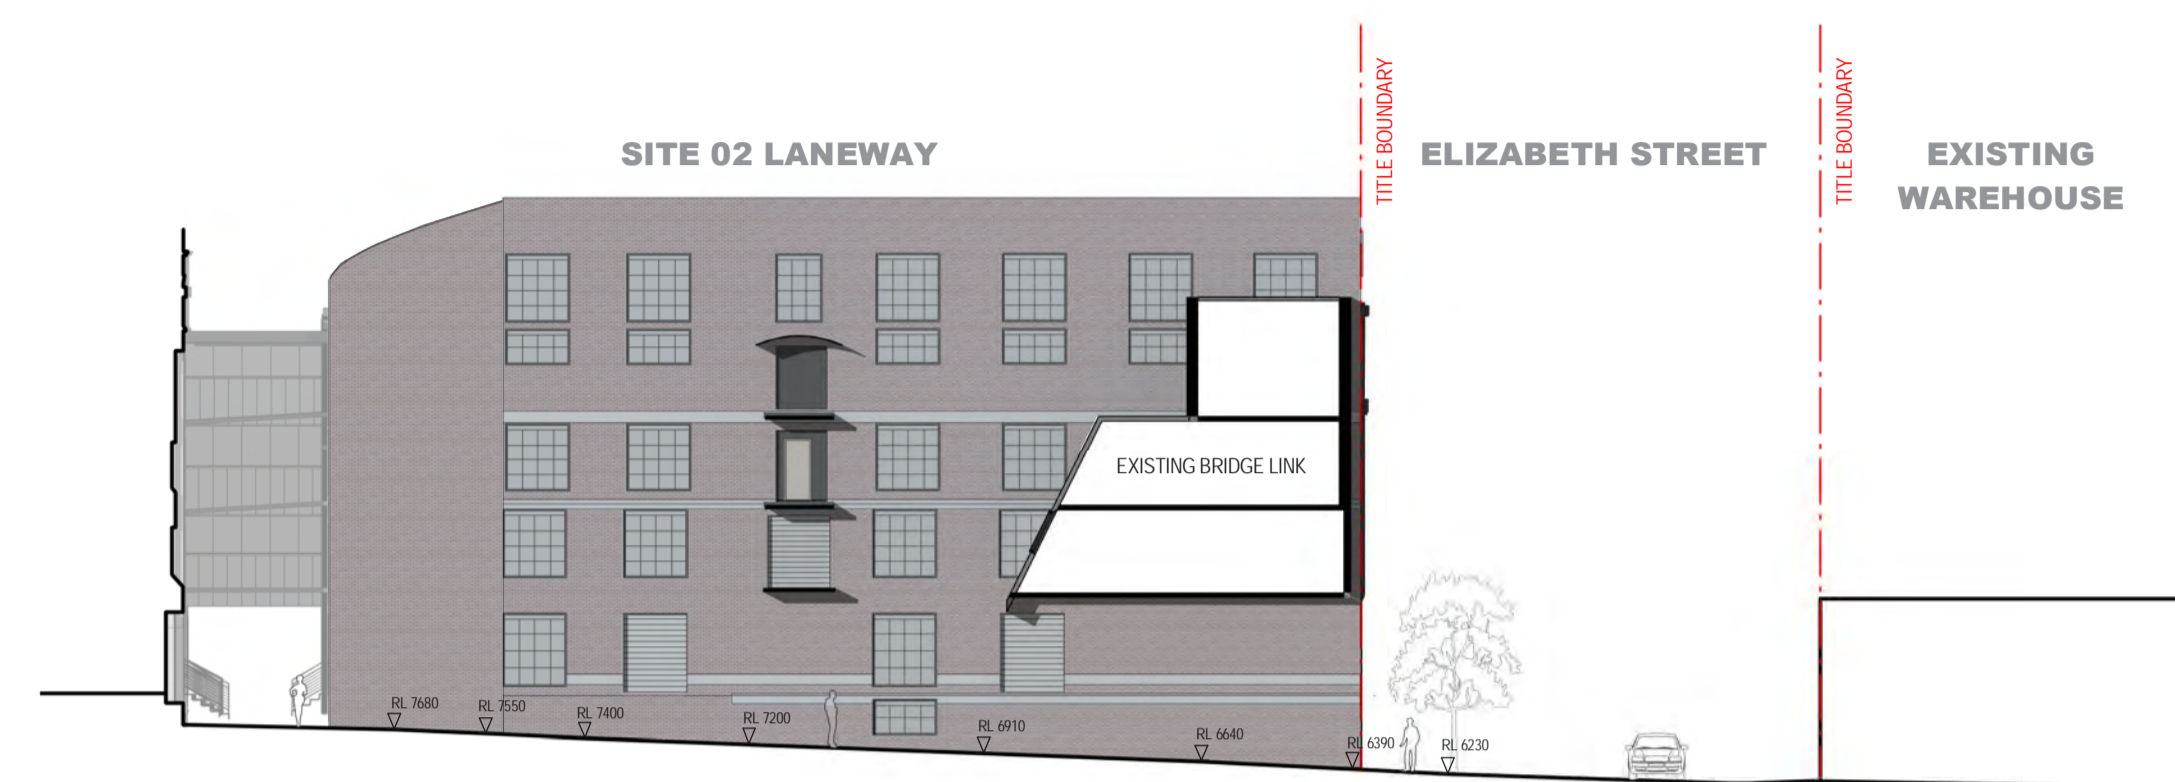 TITLE BOUNDARY
TITLE BOUNDARY
SITE 02 LANEWAY
ELIZABETH STREET
EXISTING
WAREHOUSE
EXISTING BRIDGE LINK
RL 7680
RL 7550
RL 7400
RL 7200
RL 6910
RL 6640
RL 6390
RL 6230